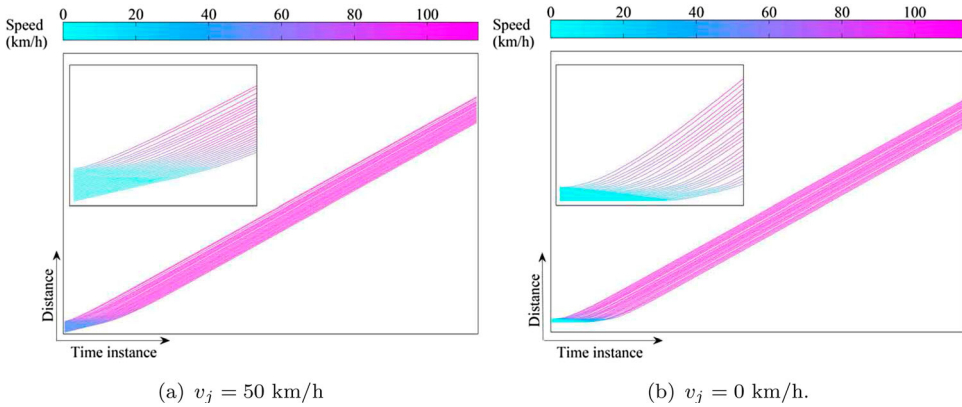 0 20 40 60 80 100
Speed
(km/h)
Distance
Time instance
(a) v_j = 50 km/h
0 20 40 60 80 100
Speed
(km/h)
Distance
Time instance
(b) v_j = 0 km/h.